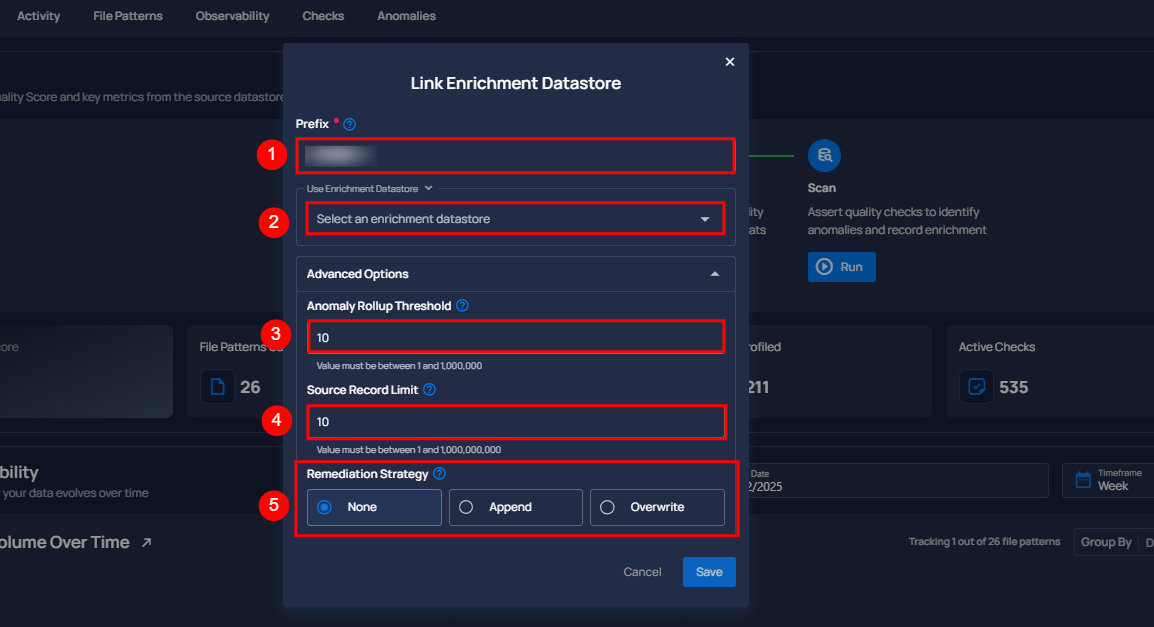 Activity File Patterns Observability Checks Anomalies
Link Enrichment Datastore
ality Score and key metrics from the source datastore
Prefix *
1
Use Enrichment Datastore
2 Select an enrichment datastore
Advanced Options
Anomaly Rollup Threshold
3 10
Value must be between 1 and 1,000,000
Source Record Limit
4 10
Value must be between 1 and 1,000,000,000
Remediation Strategy
5 None Append Overwrite
Cancel Save
Scan
lity Assert quality checks to identify
ats anomalies and record enrichment
Run
core File Patterns
26
ofiled
211
Active Checks
535
bility
your data evolves over time
Date
2/2025
Timeframe
Week
olume Over Time
Tracking 1 out of 26 file patterns Group By D